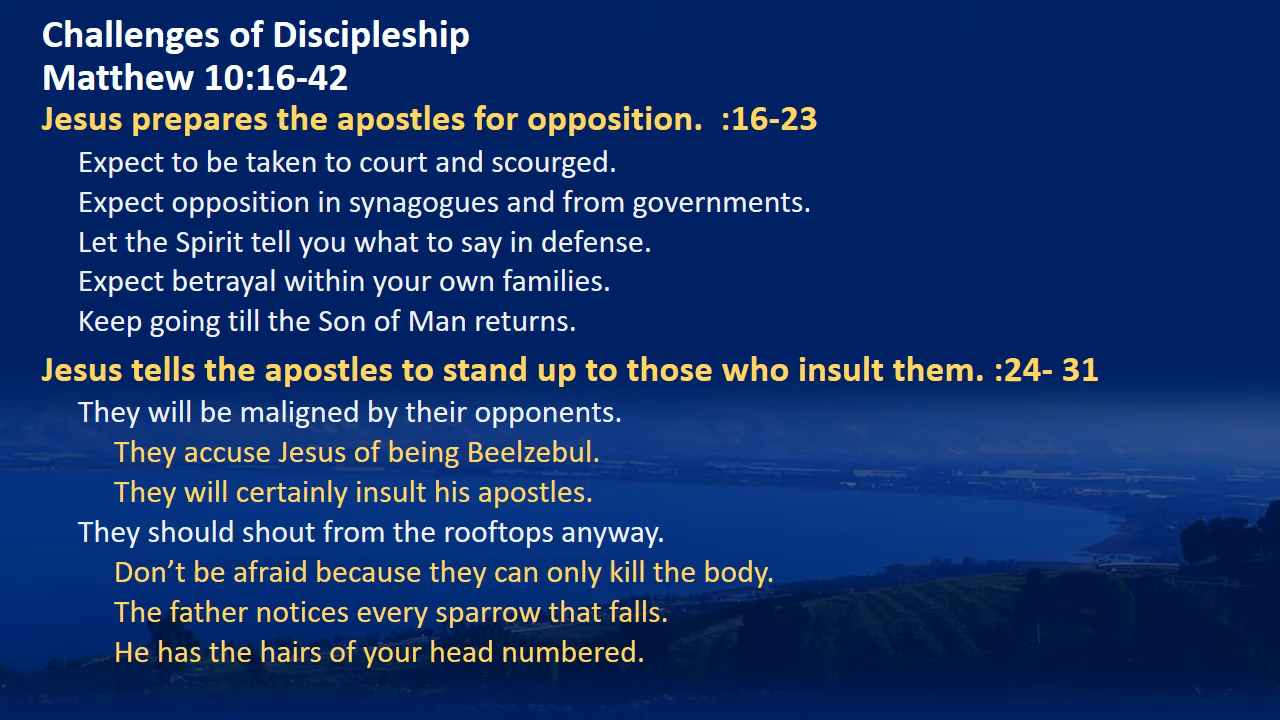 Challenges of Discipleship
Matthew 10:16-42
Jesus prepares the apostles for opposition.  :16-23
Expect to be taken to court and scourged.
Expect opposition in synagogues and from governments.
Let the Spirit tell you what to say in defense.
Expect betrayal within your own families.
Keep going till the Son of Man returns.
Jesus tells the apostles to stand up to those who insult them. :24- 31
They will be maligned by their opponents.
They accuse Jesus of being Beelzebul.
They will certainly insult his apostles.
They should shout from the rooftops anyway.
Don’t be afraid because they can only kill the body.
The father notices every sparrow that falls.
He has the hairs of your head numbered.